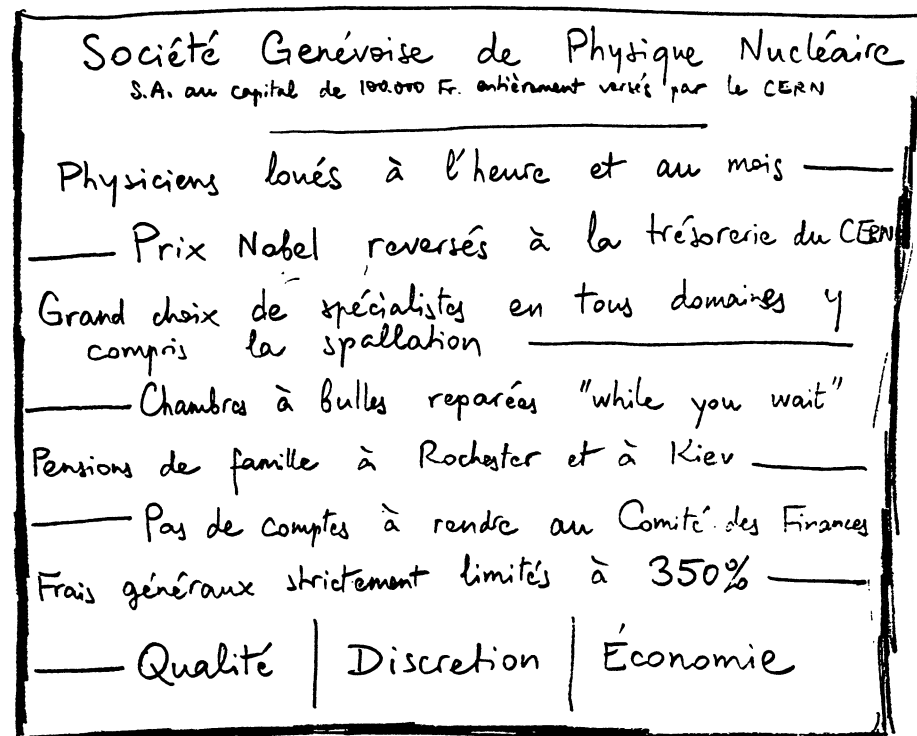 Société Genévoise de Physique Nucléaire
S.A. au capital de 100.000 Fr. entièrement versés par le CERN
Physiciens loués à l'heure et au mois
Prix Nobel reversés à la trésorerie du CERN
Grand choix de spécialistes en tous domaines y
compris la spallation
Chambres à bulles reparées "while you wait"
Pensions de famille à Rochester et à Kiev
Pas de comptes à rendre au Comité des Finances
Frais généraux strictement limités à 350%
Qualité | Discretion | Économie